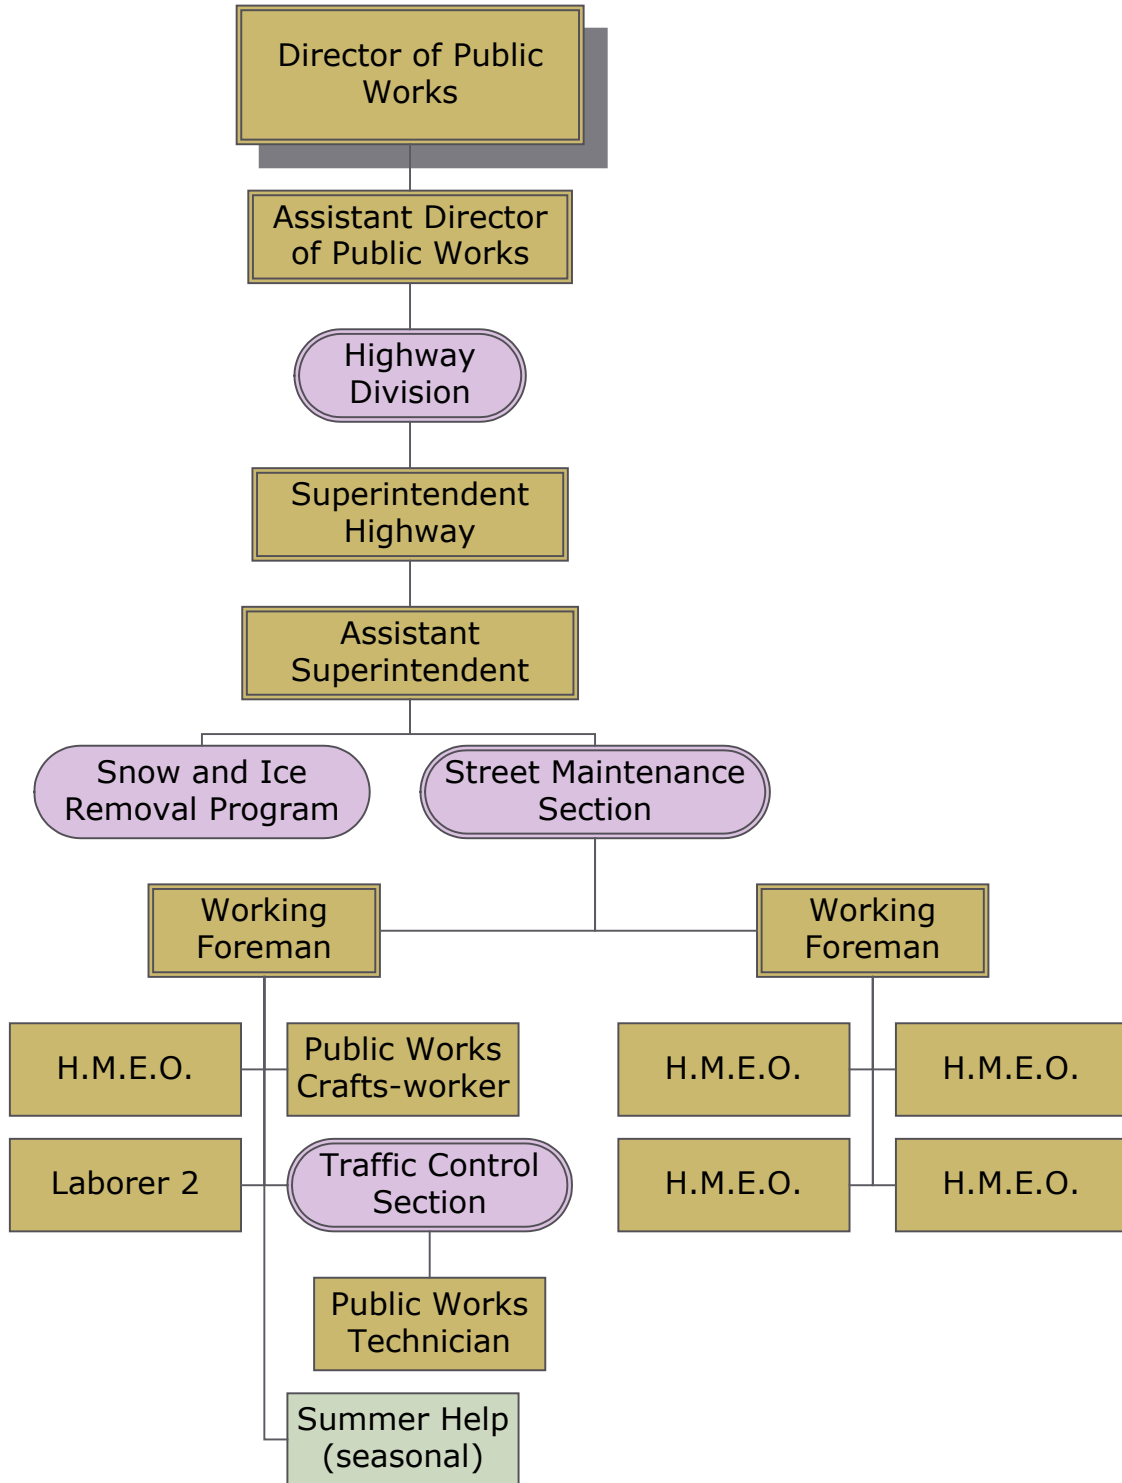 Director of Public
Works
Assistant Director
of Public Works
Highway
Division
Superintendent
Highway
Assistant
Superintendent
Snow and Ice
Removal Program
Street Maintenance
Section
Working
Foreman
Working
Foreman
H.M.E.O.
Public Works
Crafts-worker
H.M.E.O.
H.M.E.O.
Laborer 2
Traffic Control
Section
H.M.E.O.
H.M.E.O.
Public Works
Technician
Summer Help
(seasonal)